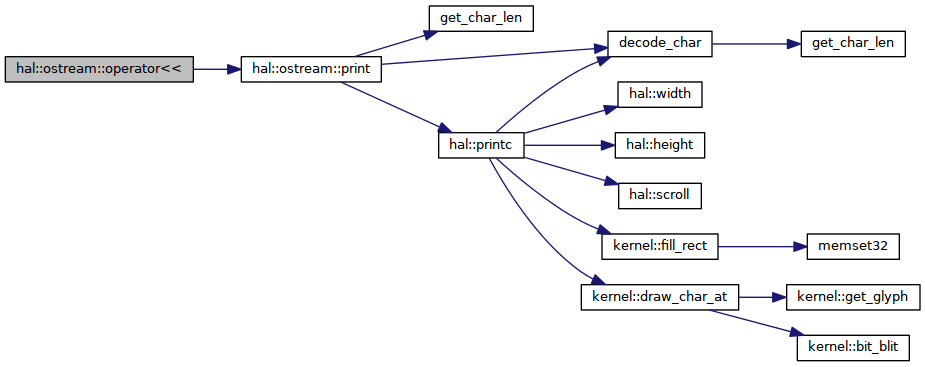 get_char_len
decode_char
get_char_len
hal::ostream::operator<<
hal::ostream::print
hal::width
hal::printc
hal::height
hal::scroll
kernel::fill_rect
memset32
kernel::draw_char_at
kernel::get_glyph
kernel::bit_blit